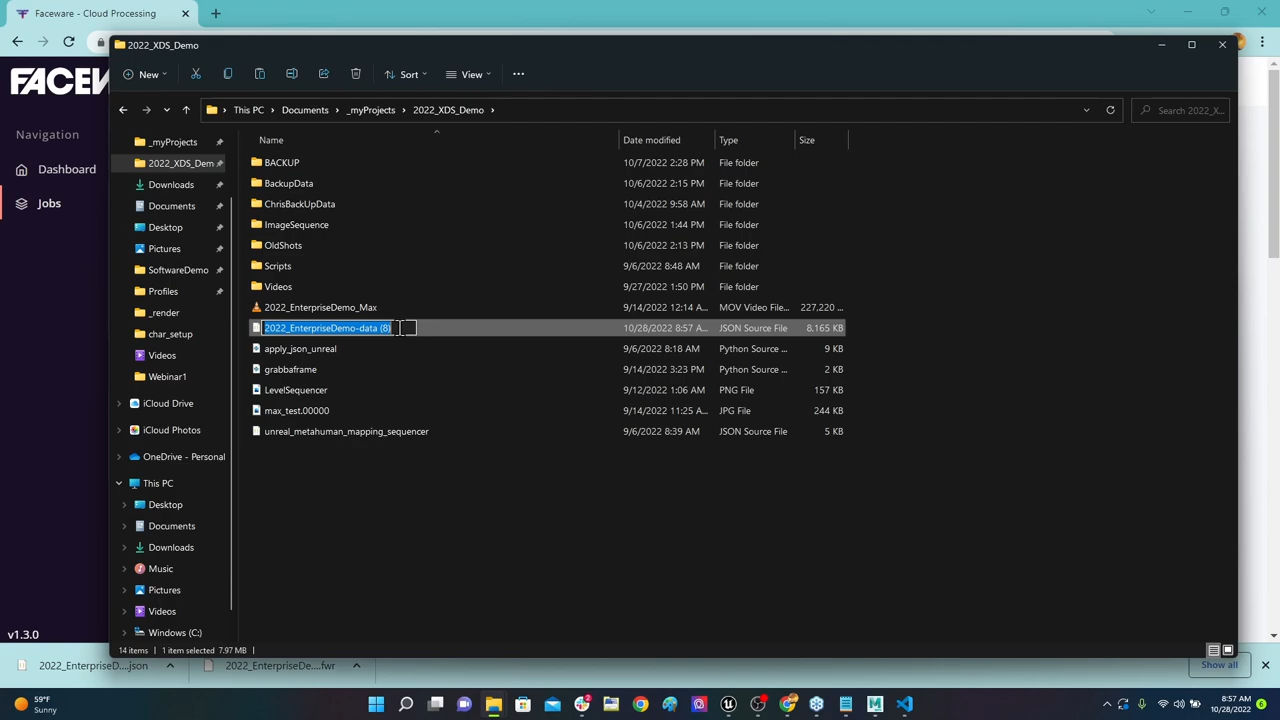 Faceware - Cloud Processing
2022_XDS_Demo
New
Sort
View
This PC
Documents
_myProjects
2022_XDS_Demo
Search 2022_X...
FACEW
Navigation
Dashboard
Jobs
v1.3.0
_myProjects
2022_XDS_Dem
Downloads
Documents
Desktop
Pictures
SoftwareDemo
Profiles
_render
char_setup
Videos
Webinar1
iCloud Drive
iCloud Photos
OneDrive - Personal
This PC
Desktop
Documents
Downloads
Music
Pictures
Videos
Windows (C:)
Name Date modified Type Size
BACKUP 10/7/2022 2:28 PM File folder
BackupData 10/6/2022 2:15 PM File folder
ChrisBackUpData 10/4/2022 9:58 AM File folder
ImageSequence 10/6/2022 1:44 PM File folder
OldShots 10/6/2022 2:13 PM File folder
Scripts 9/6/2022 8:48 AM File folder
Videos 9/27/2022 1:50 PM File folder
2022_EnterpriseDemo_Max 9/14/2022 12:14 A... MOV Video File... 227,220 ...
2022_EnterpriseDemo-data (8) 10/28/2022 8:57 A... JSON Source File 8,165 KB
apply_json_unreal 9/6/2022 8:18 AM Python Source ... 9 KB
grabbaframe 9/14/2022 3:23 PM Python Source ... 2 KB
LevelSequencer 9/12/2022 1:06 AM PNG File 157 KB
max_test.00000 9/14/2022 11:25 A... JPG File 244 KB
unreal_metahuman_mapping_sequencer 9/6/2022 8:39 AM JSON Source File 5 KB
14 items 1 item selected 7.97 MB
2022_EnterpriseD....json
2022_EnterpriseDe....fwr
Show all
59°F
Sunny
8:57 AM
10/28/2022
6